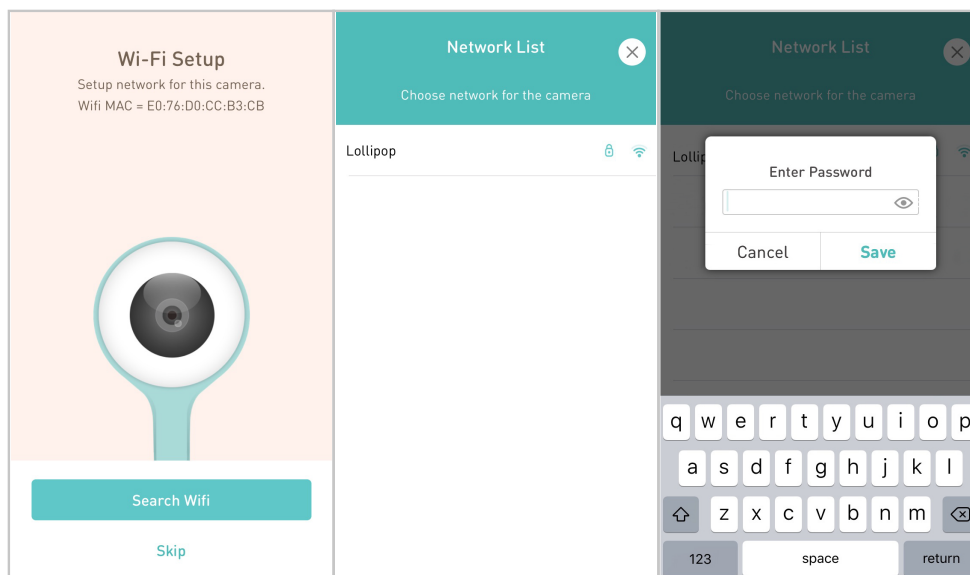 Wi-Fi Setup
Setup network for this camera.
Wifi MAC = E0:76:D0:CC:B3:CB
Search Wifi
Skip
Network List
Choose network for the camera
Lollipop
Network List
Choose network for the camera
Lollip
Enter Password
Cancel Save
q w e r t y u i o p
a s d f g h j k l
z x c v b n m
123 space return